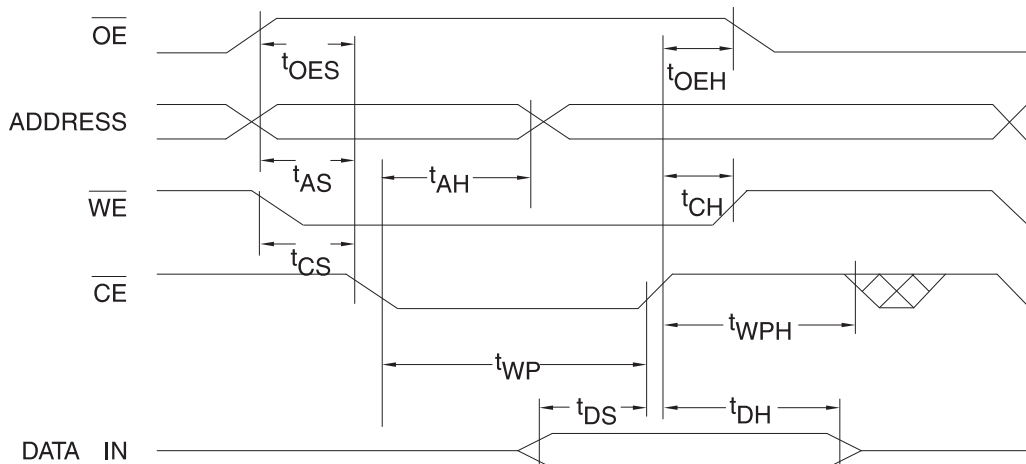 OE
tOES
tOEH
ADDRESS
tAS
tAH
tCH
WE
tCS
CE
tWPH
tWP
tDS
tDH
DATA IN